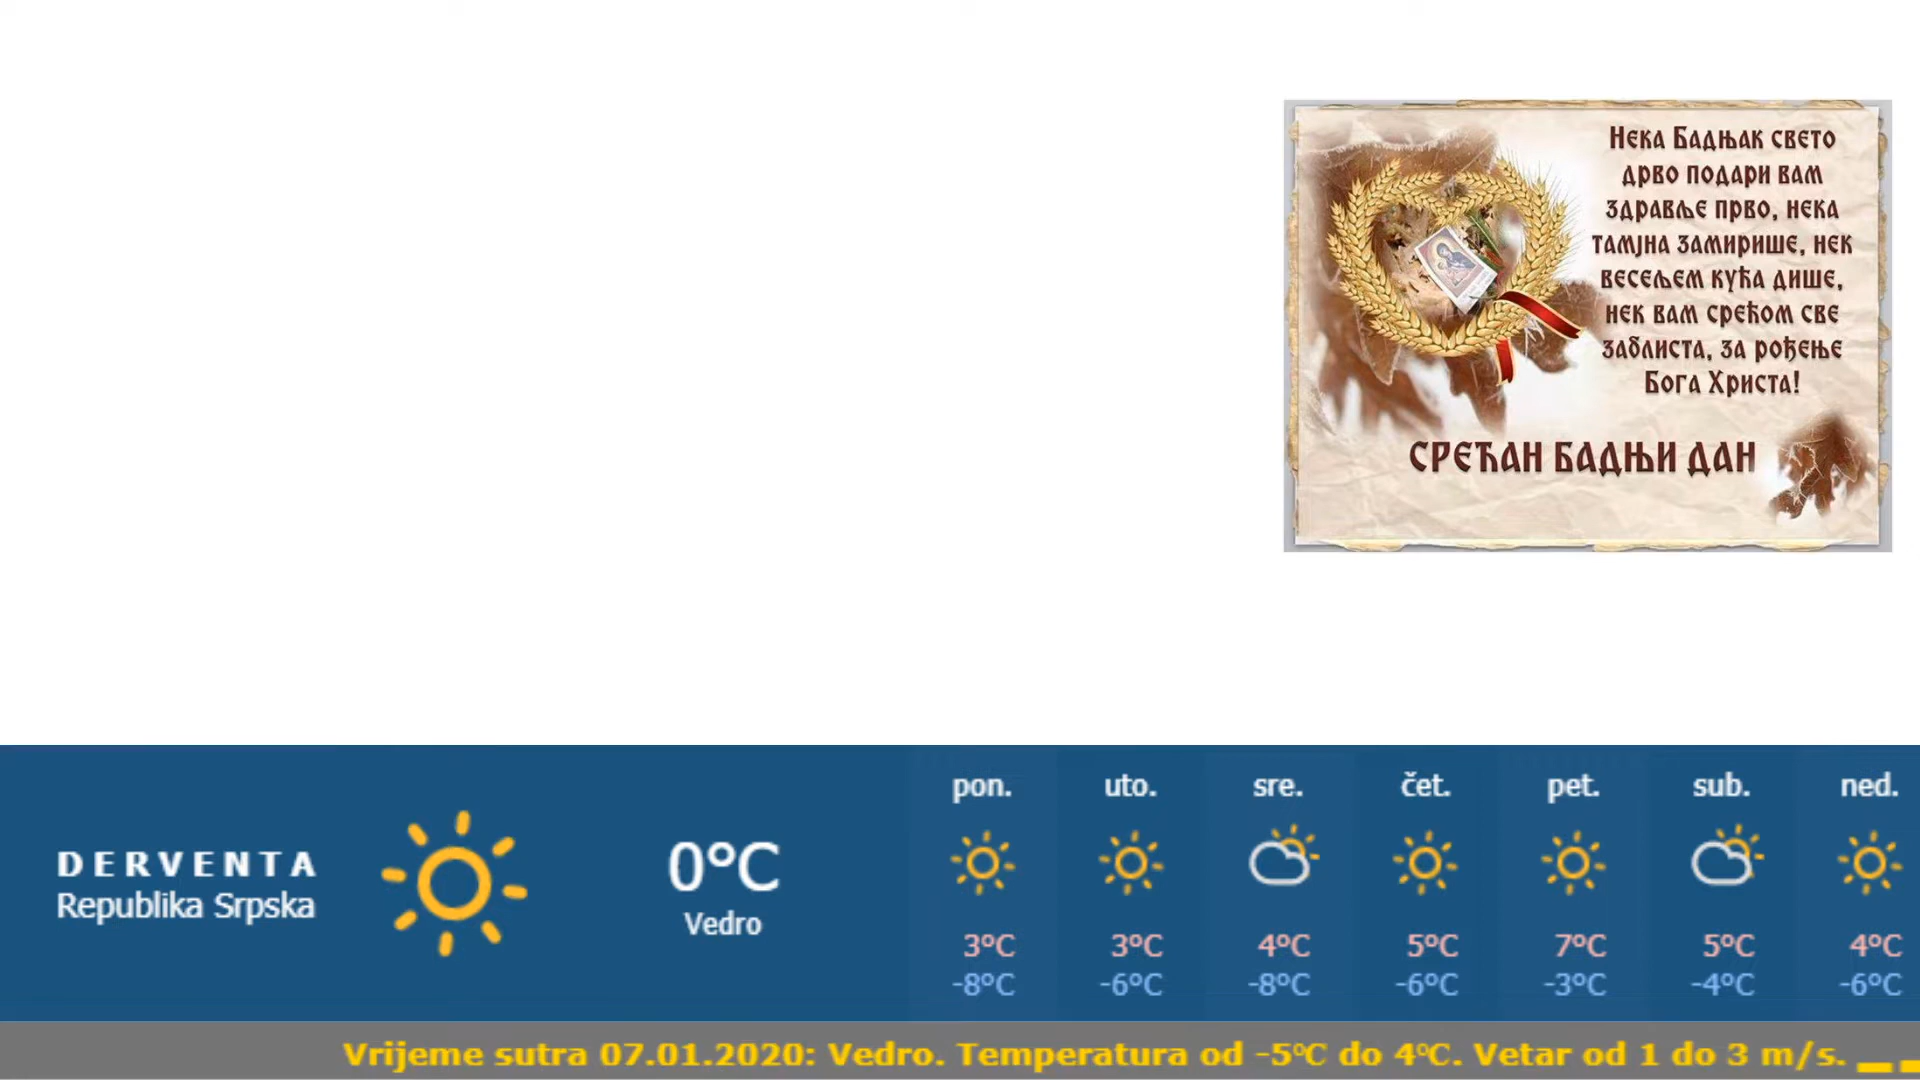 Нека Бадњак свето
дрво подари вам
здравље прво, нека
тамјна замирише, нек
весељем кућа дише,
нек вам срећом све
заблиста, за рођење
Бога Христа!
СРЕЋАН БАДЊИ ДАН
DERVENTA
Republika Srpska
0°C
Vedro
pon. uto. sre. čet. pet. sub. ned.
3°C 3°C 4°C 5°C 7°C 5°C 4°C
-8°C -6°C -8°C -6°C -3°C -4°C -6°C
Vrijeme sutra 07.01.2020: Vedro. Temperatura od -5°C do 4°C. Vetar od 1 do 3 m/s.